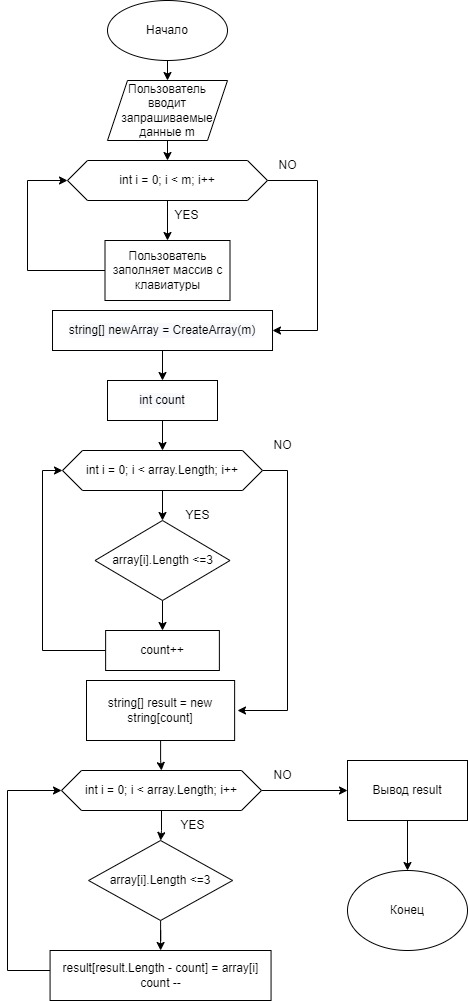 Начало
Пользователь
вводит
запрашиваемые
данные m
int i = 0; i < m; i++
NO
YES
Пользователь
заполняет массив с
клавиатуры
string[] newArray = CreateArray(m)
int count
NO
int i = 0; i < array.Length; i++
YES
array[i].Length <=3
count++
string[] result = new
string[count]
int i = 0; i < array.Length; i++
NO
Вывод result
YES
array[i].Length <=3
Конец
result[result.Length - count] = array[i]
count --